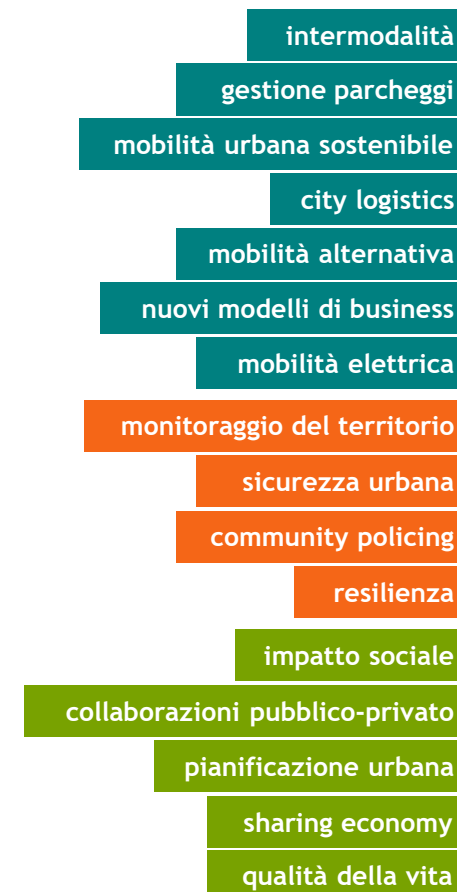 intermodalità
gestione parcheggi
mobilità urbana sostenibile
city logistics
mobilità alternativa
nuovi modelli di business
mobilità elettrica
monitoraggio del territorio
sicurezza urbana
community policing
resilienza
impatto sociale
collaborazioni pubblico-privato
pianificazione urbana
sharing economy
qualità della vita